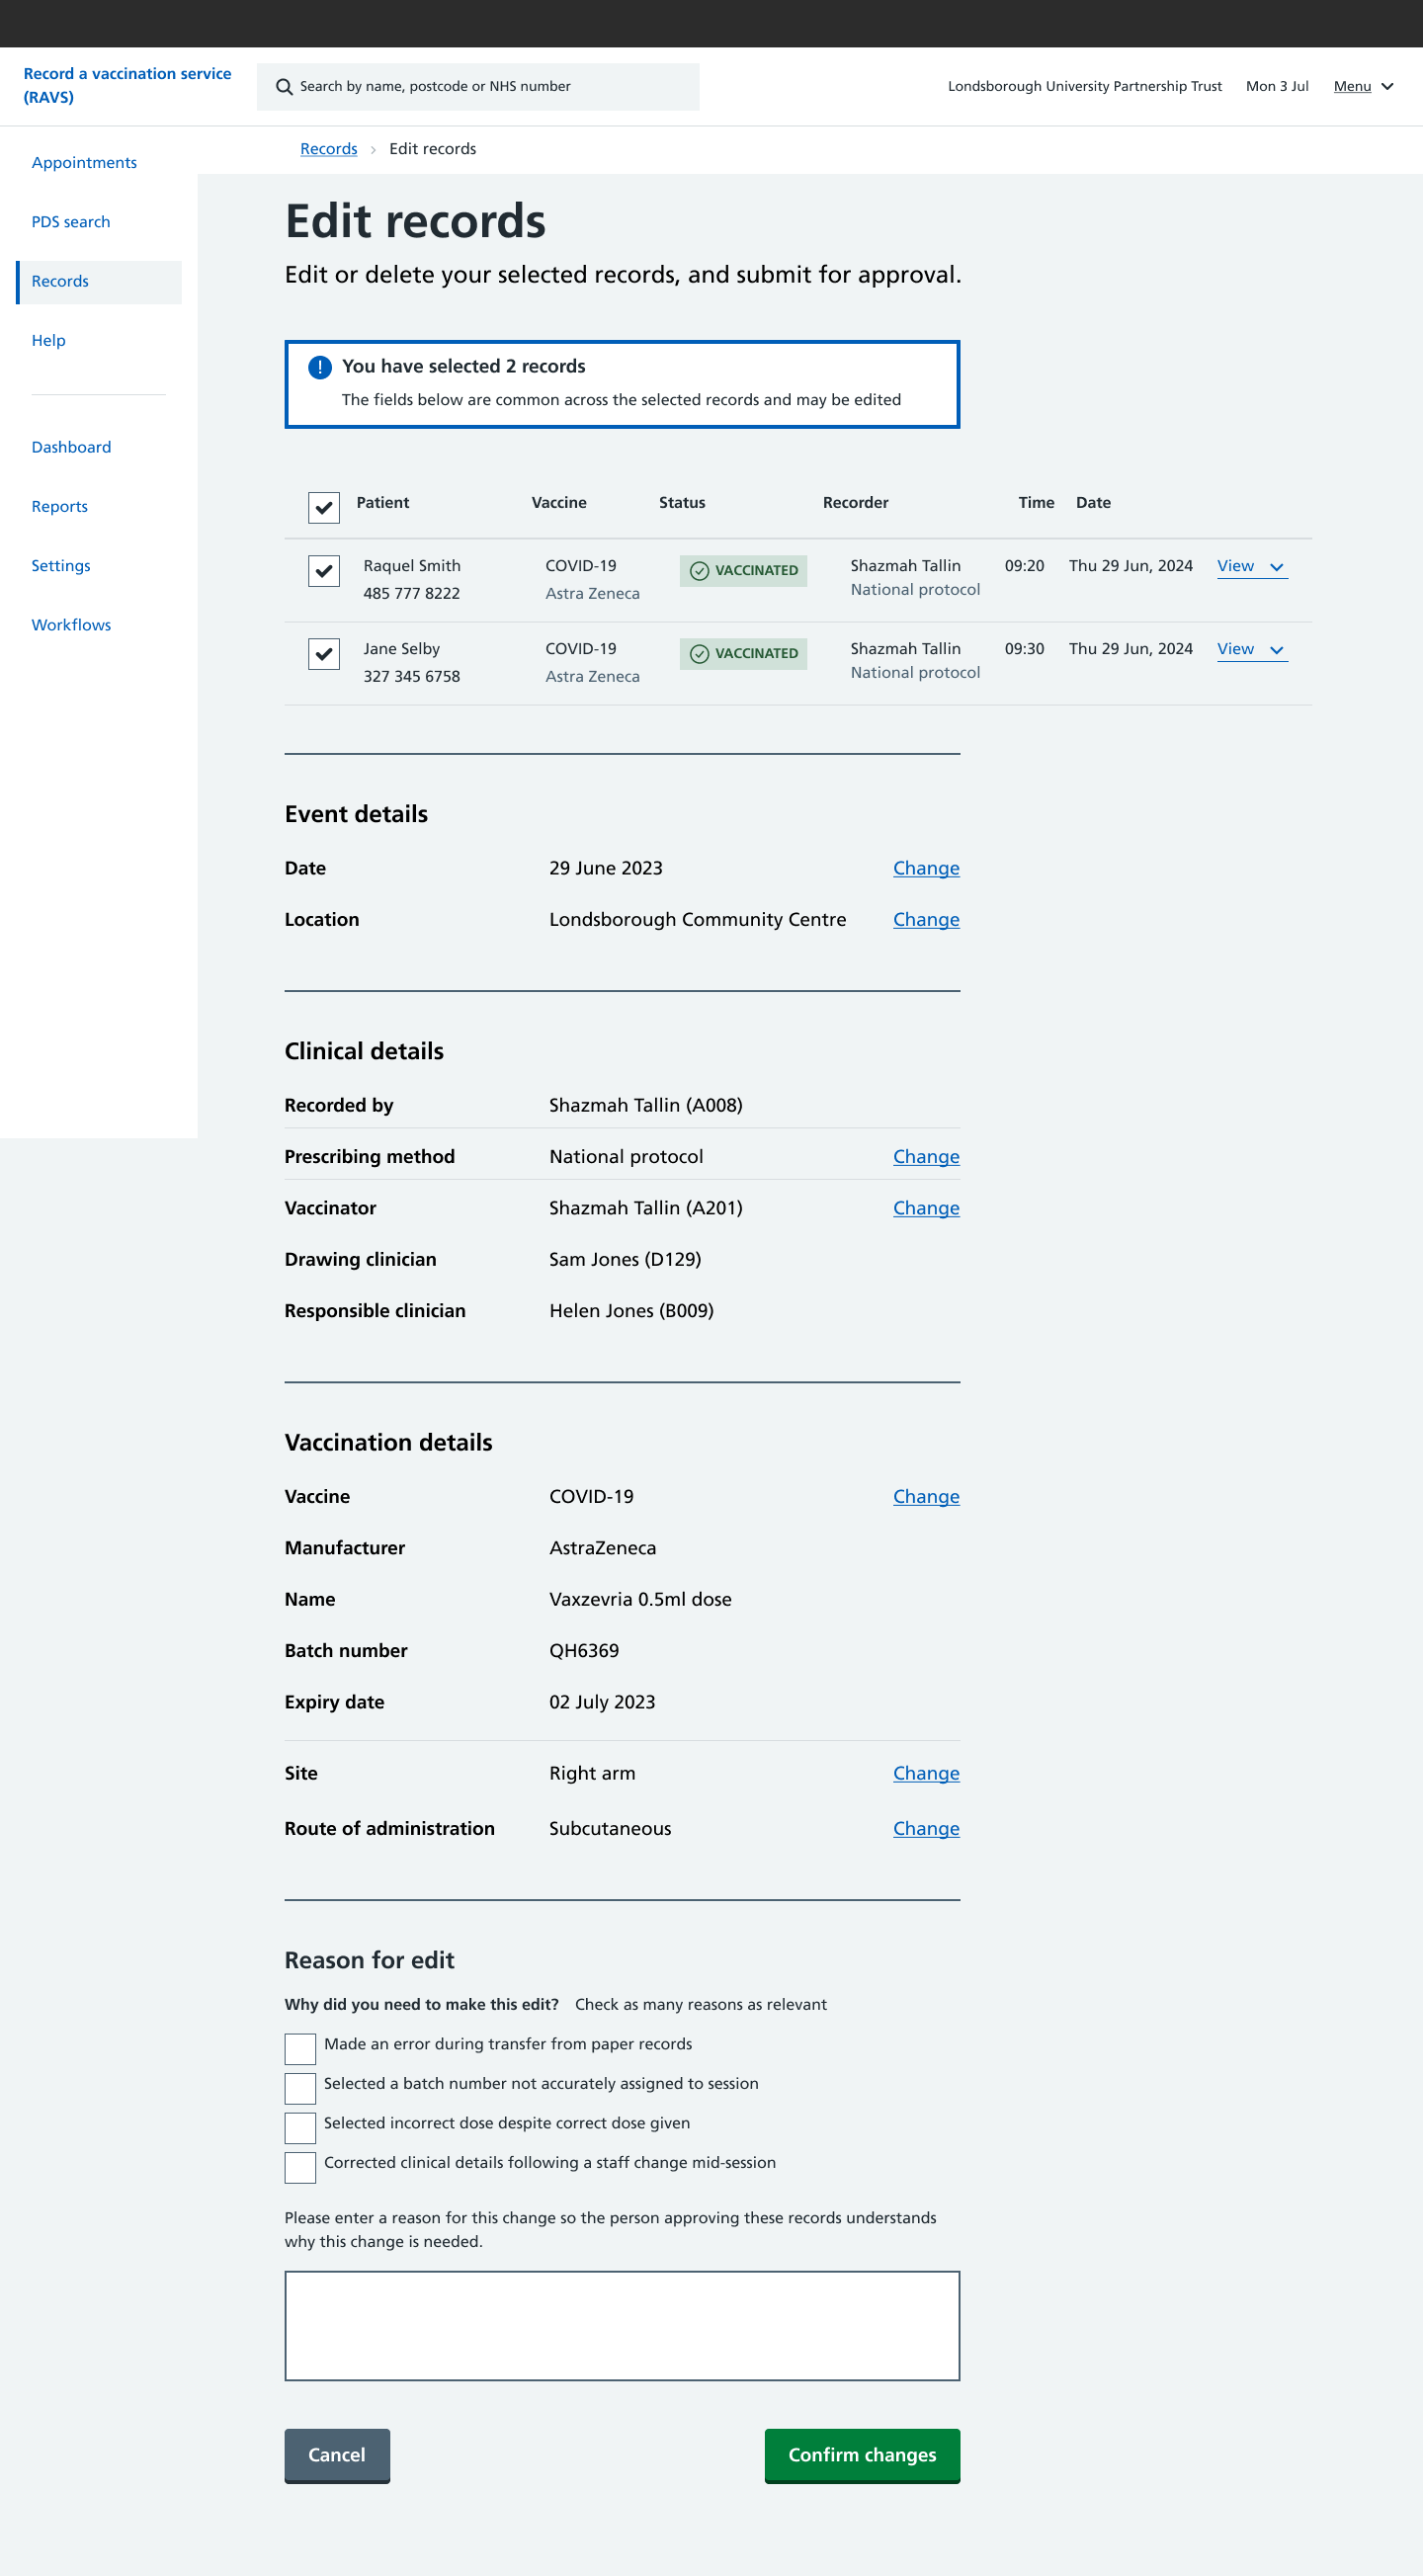 Record a vaccination service
(RAVS)
Search by name, postcode or NHS number
Londsborough University Partnership Trust Mon 3 Jul Menu
Appointments
PDS search
Records
Help
Dashboard
Reports
Settings
Workflows
Records Edit records
Edit records
Edit or delete your selected records, and submit for approval.
! You have selected 2 records
The fields below are common across the selected records and may be edited
Patient Vaccine Status Recorder Time Date
Raquel Smith COVID-19 VACCINATED Shazmah Tallin 09:20 Thu 29 Jun, 2024 View
485 777 8222 Astra Zeneca National protocol
Jane Selby COVID-19 VACCINATED Shazmah Tallin 09:30 Thu 29 Jun, 2024 View
327 345 6758 Astra Zeneca National protocol
Event details
Date 29 June 2023 Change
Location Londsborough Community Centre Change
Clinical details
Recorded by Shazmah Tallin (A008)
Prescribing method National protocol Change
Vaccinator Shazmah Tallin (A201) Change
Drawing clinician Sam Jones (D129)
Responsible clinician Helen Jones (B009)
Vaccination details
Vaccine COVID-19 Change
Manufacturer AstraZeneca
Name Vaxzevria 0.5ml dose
Batch number QH6369
Expiry date 02 July 2023
Site Right arm Change
Route of administration Subcutaneous Change
Reason for edit
Why did you need to make this edit? Check as many reasons as relevant
Made an error during transfer from paper records
Selected a batch number not accurately assigned to session
Selected incorrect dose despite correct dose given
Corrected clinical details following a staff change mid-session
Please enter a reason for this change so the person approving these records understands
why this change is needed.
Cancel Confirm changes